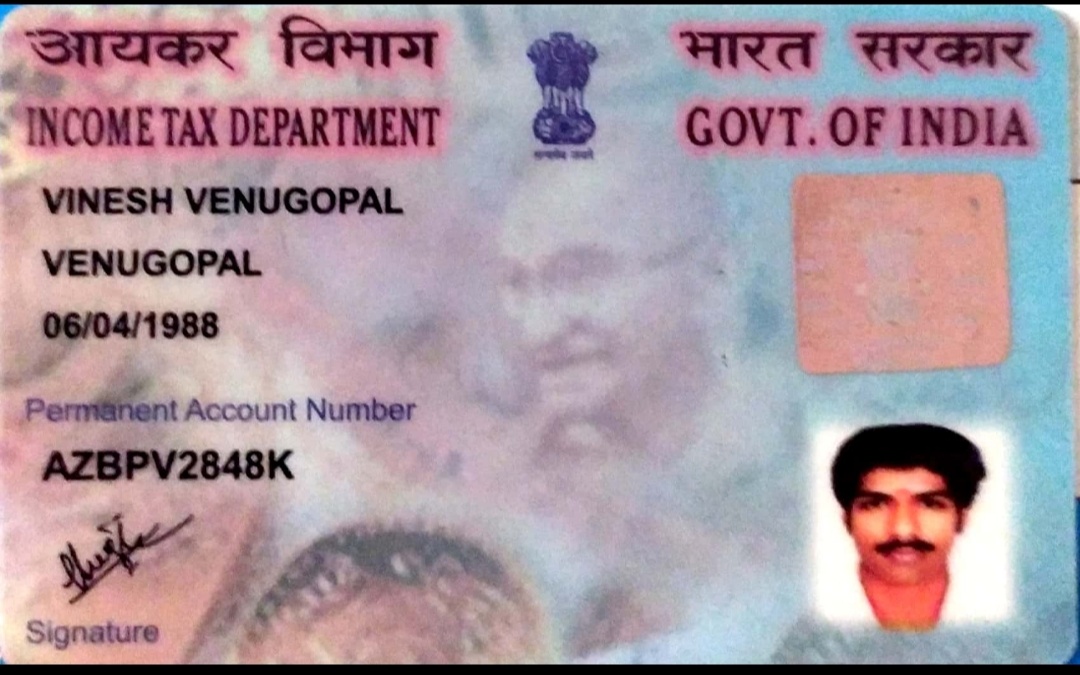 आयकर विभाग
INCOME TAX DEPARTMENT
भारत सरकार
GOVT. OF INDIA
सत्यमेव जयते
VINESH VENUGOPAL
VENUGOPAL
06/04/1988
Permanent Account Number
AZBPV2848K
Signature